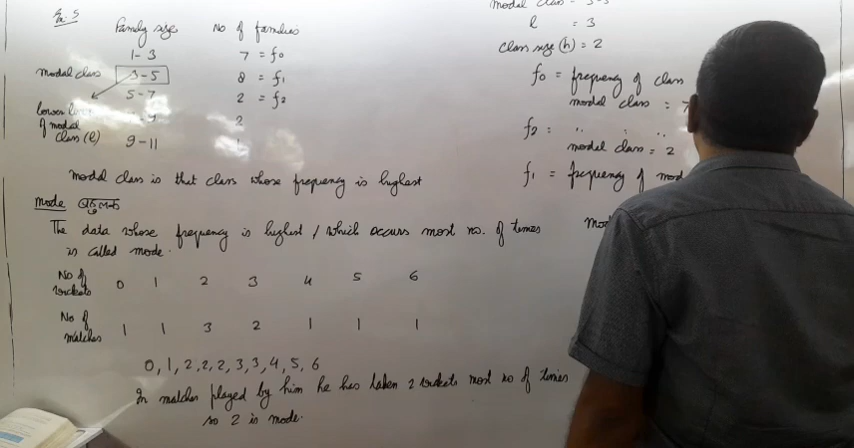 Ex: 5
Family size No of families
1-3 7 = f0
modal class 3-5 8 = f1
5-7 2 = f2
lower
of modal
class (l)
2
9-11 1
modal class is that class whose frequency is highest
Mode बहुलक
The data whose frequency is highest / which occurs most no. of times
is called mode.
No of wickets 0 1 2 3 4 5 6
No of matches 1 1 3 2 1 1 1
0, 1, 2, 2, 2, 3, 3, 4, 5, 6
In matches played by him he has taken 2 wickets most no of times
so 2 is mode.
modal class = 3-5
l = 3
class size (h) = 2
f0 = frequency of class
modal class = 7
f2 = " " "
modal class = 2
f1 = frequency of